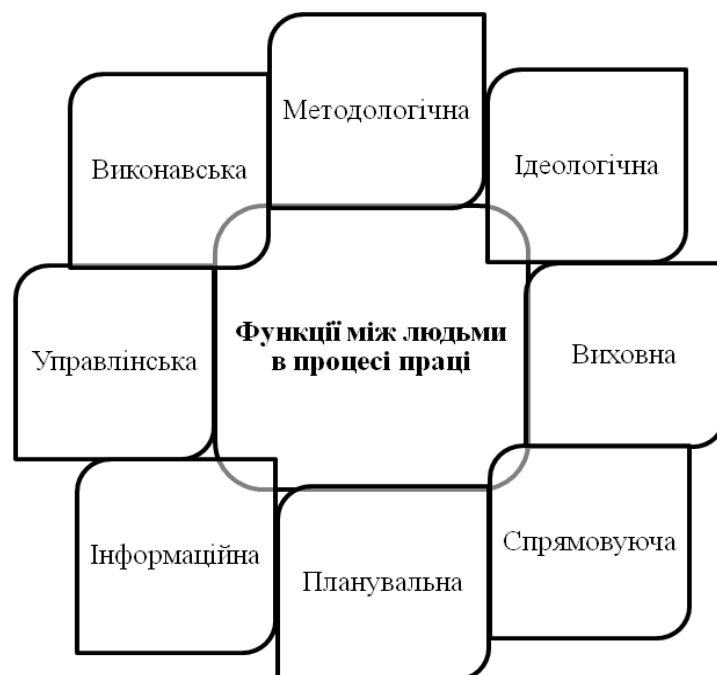 Методологічна
Ідеологічна
Виконавська
Функції між людьми
в процесі праці
Виховна
Управлінська
Спрямовуюча
Інформаційна
Планувальна